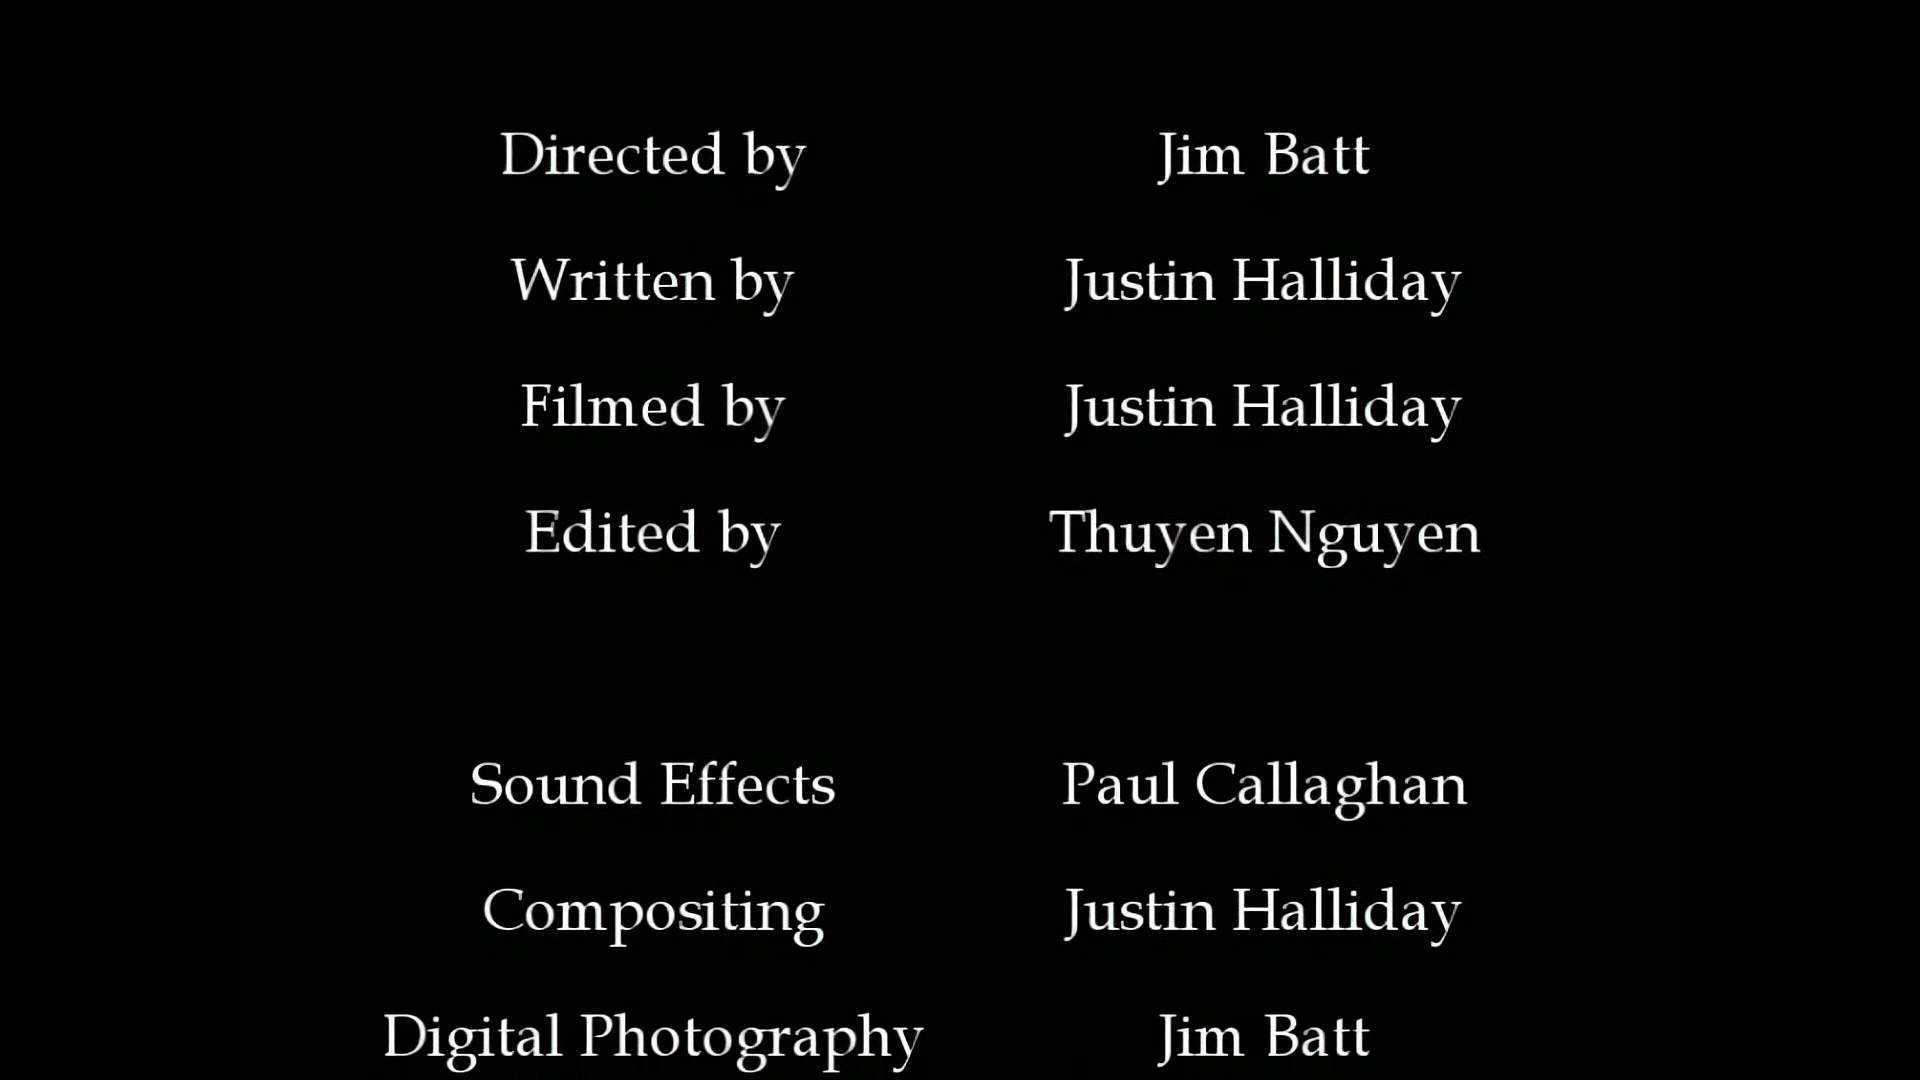 Directed by Jim Batt
Written by Justin Halliday
Filmed by Justin Halliday
Edited by Thuyen Nguyen
Sound Effects Paul Callaghan
Compositing Justin Halliday
Digital Photography Jim Batt